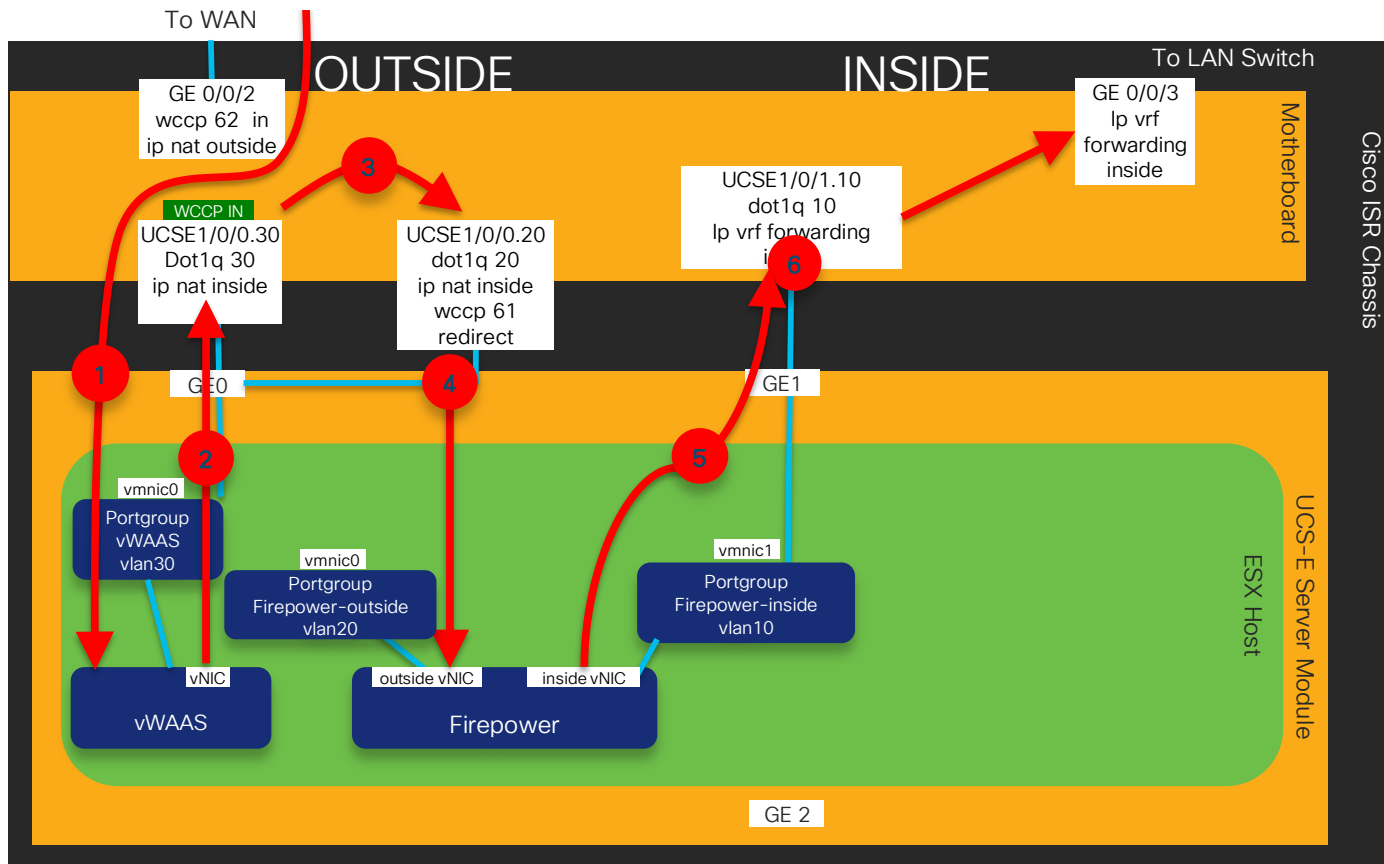 To WAN
OUTSIDE
INSIDE
To LAN Switch
GE 0/0/2
wccp 62 in
ip nat outside
GE 0/0/3
Ip vrf
forwarding
inside
Motherboard
Cisco ISR Chassis
3
WCCP IN
UCSE1/0/0.30
Dot1q 30
ip nat inside
UCSE1/0/0.20
dot1q 20
ip nat inside
wccp 61
redirect
UCSE1/0/1.10
dot1q 10
Ip vrf forwarding
6
1
GE0
4
GE1
2
5
vmnic0
Portgroup
vWAAS
vlan30
vmnic0
Portgroup
Firepower-outside
vlan20
vmnic1
Portgroup
Firepower-inside
vlan10
ESX Host
UCS-E Server Module
vNIC
vWAAS
outside vNIC
inside vNIC
Firepower
GE 2